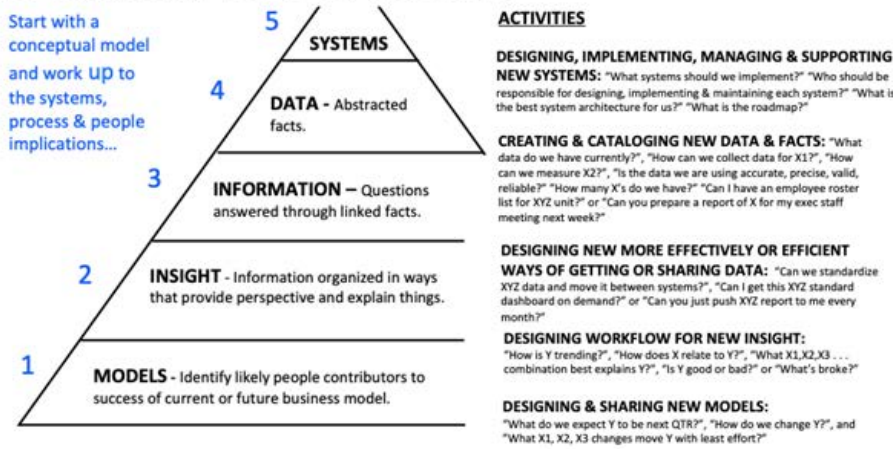 Start with a
conceptual model
and work up to
the systems,
process & people
implications...
5
SYSTEMS
4
DATA - Abstracted
facts.
3
INFORMATION – Questions
answered through linked facts.
2
INSIGHT - Information organized in ways
that provide perspective and explain things.
1
MODELS - Identify likely people contributors to
success of current or future business model.
ACTIVITIES
DESIGNING, IMPLEMENTING, MANAGING & SUPPORTING
NEW SYSTEMS: "What systems should we implement?" "Who should be
responsible for designing, implementing & maintaining each system?" "What is
the best system architecture for us?" "What is the roadmap?"
CREATING & CATALOGING NEW DATA & FACTS: "What
data do we have currently?", "How can we collect data for X1?", "How
can we measure X2?", "Is the data we are using accurate, precise, valid,
reliable?" "How many X's do we have?" "Can I have an employee roster
list for XYZ unit?" or "Can you prepare a report of X for my exec staff
meeting next week?"
DESIGNING NEW MORE EFFECTIVELY OR EFFICIENT
WAYS OF GETTING OR SHARING DATA: "Can we standardize
XYZ data and move it between systems?", "Can I get this XYZ standard
dashboard on demand?" or "Can you just push XYZ report to me every
month?"
DESIGNING WORKFLOW FOR NEW INSIGHT:
"How is Y trending?", "How does X relate to Y?", "What X1,X2,X3 . . .
combination best explains Y?", "Is Y good or bad?" or "What's broke?"
DESIGNING & SHARING NEW MODELS:
"What do we expect Y to be next QTR?", "How do we change Y?", and
"What X1, X2, X3 changes move Y with least effort?"